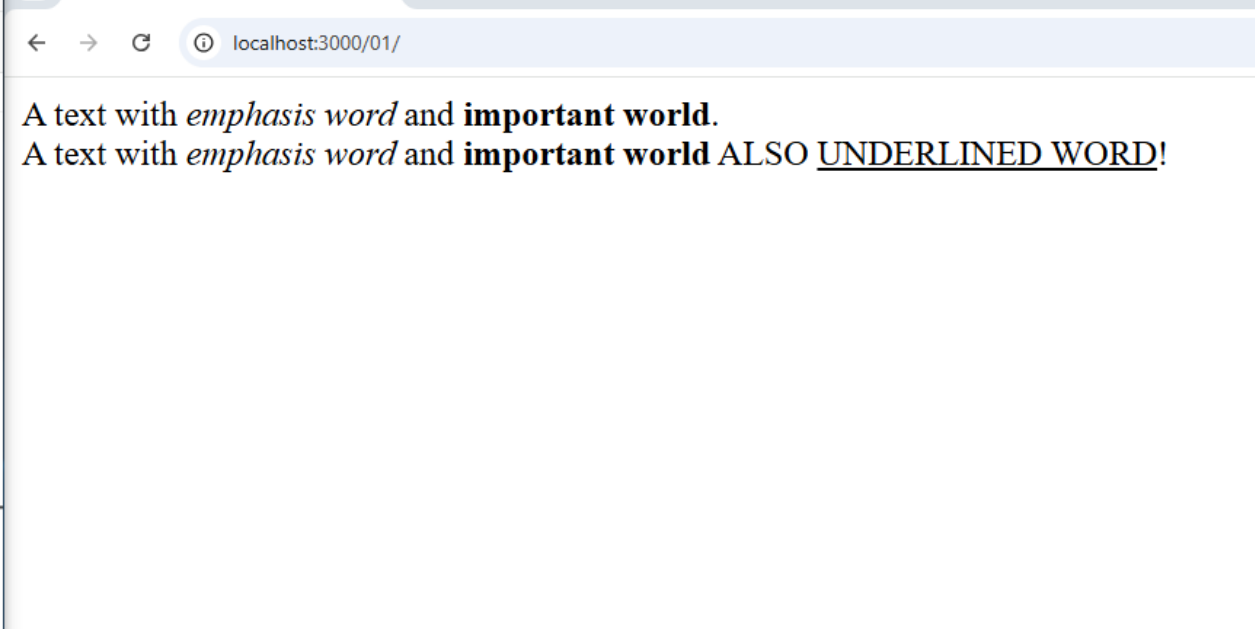 localhost:3000/01/
A text with emphasis word and important world.
A text with emphasis word and important world ALSO UNDERLINED WORD!